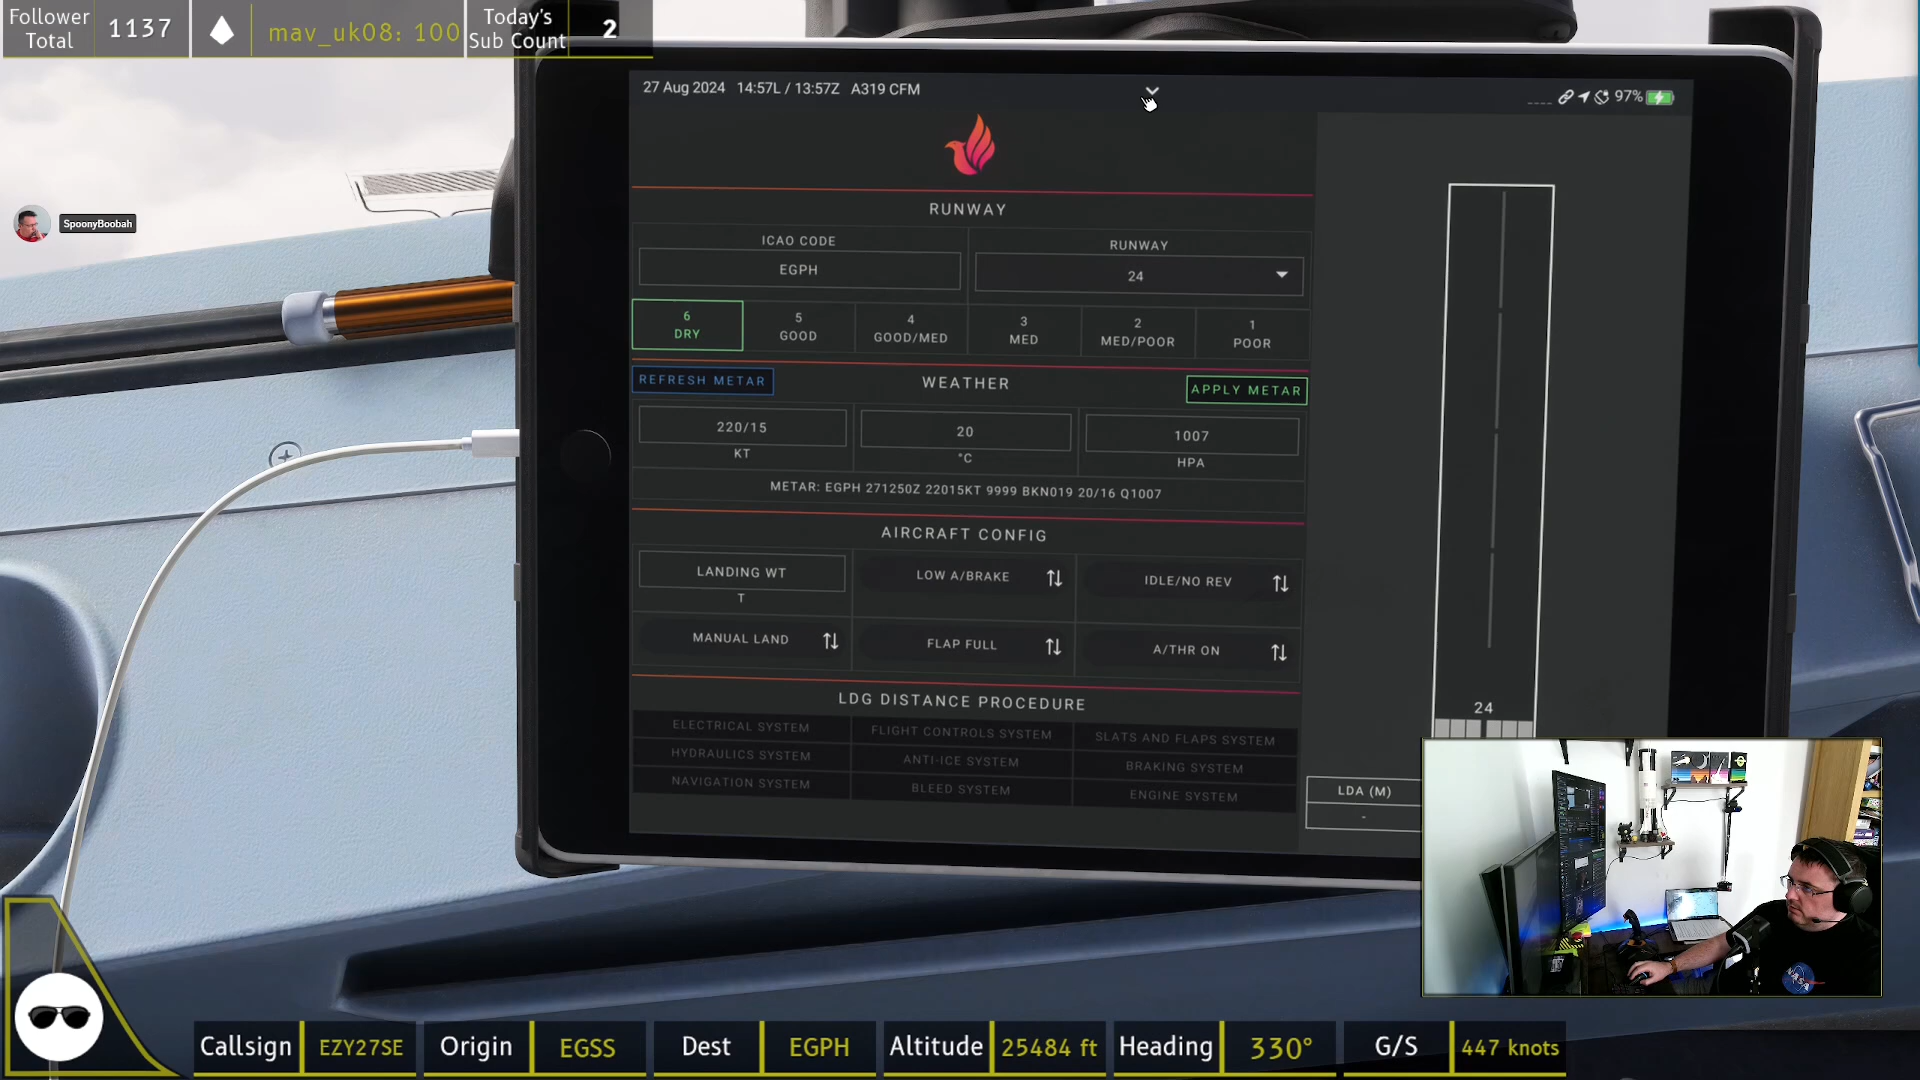 Follower Total 1137 mav_uk08: 100 Today's Sub Count 2
27 Aug 2024 14:57L / 13:57Z A319 CFM
97%
SpoonyBoobah
RUNWAY
ICAO CODE RUNWAY
EGPH 24
6 DRY 5 GOOD 4 GOOD/MED 3 MED 2 MED/POOR 1 POOR
REFRESH METAR WEATHER APPLY METAR
220/15 20 1007
KT °C HPA
METAR: EGPH 271250Z 22015KT 9999 BKN019 20/16 Q1007
AIRCRAFT CONFIG
LANDING WT LOW A/BRAKE IDLE/NO REV
T
MANUAL LAND FLAP FULL A/THR ON
LDG DISTANCE PROCEDURE
ELECTRICAL SYSTEM FLIGHT CONTROLS SYSTEM SLATS AND FLAPS SYSTEM
HYDRAULICS SYSTEM ANTI-ICE SYSTEM BRAKING SYSTEM
NAVIGATION SYSTEM BLEED SYSTEM ENGINE SYSTEM
24
LDA (M)
-
NASA
Callsign EZY27SE Origin EGSS Dest EGPH Altitude 25484 ft Heading 330° G/S 447 knots